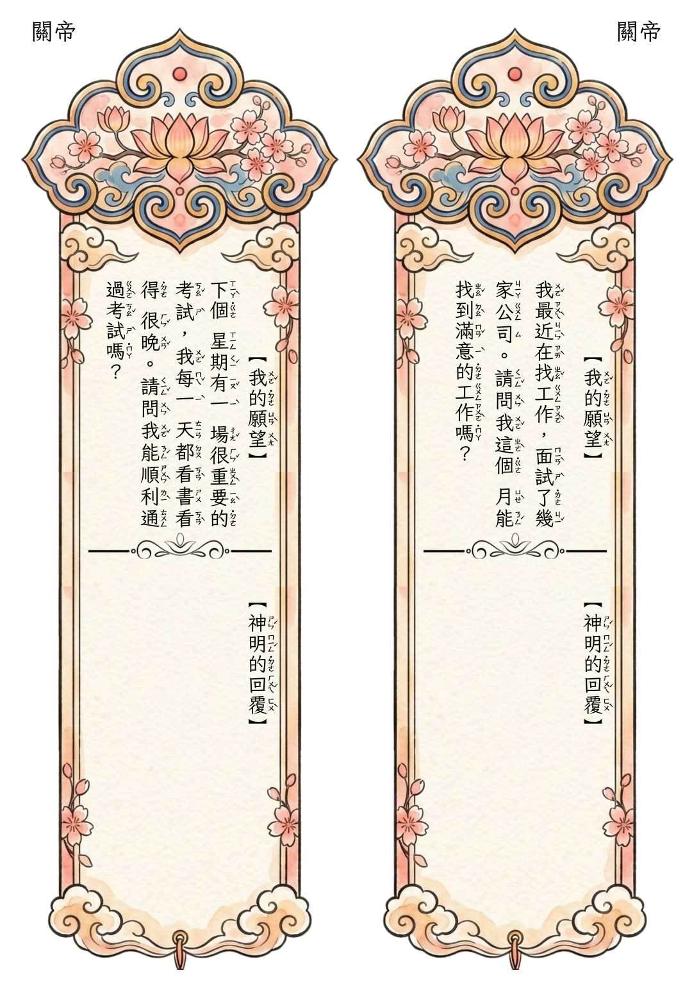 關帝
【我的願望】
我最近在找工作，面試了幾
家公司。請問我這個月能
找到滿意的工作嗎？
【神明的回覆】
關帝
【我的願望】
下個星期有一場很重要的
考試，我每一天都看書看
得很晚。請問我能順利通
過考試嗎？
【神明的回覆】